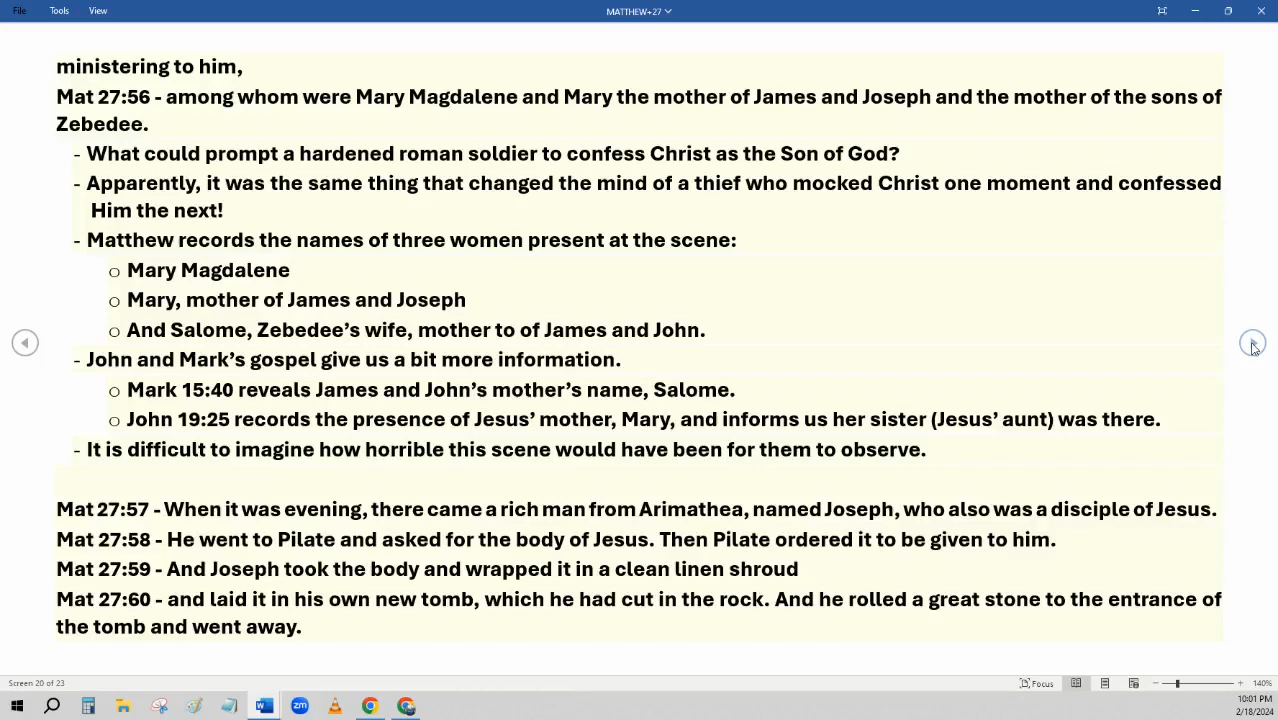 File Tools View MATTHEW+27
ministering to him,
Mat 27:56 - among whom were Mary Magdalene and Mary the mother of James and Joseph and the mother of the sons of
Zebedee.
- What could prompt a hardened roman soldier to confess Christ as the Son of God?
- Apparently, it was the same thing that changed the mind of a thief who mocked Christ one moment and confessed
Him the next!
- Matthew records the names of three women present at the scene:
o Mary Magdalene
o Mary, mother of James and Joseph
o And Salome, Zebedee’s wife, mother to of James and John.
- John and Mark’s gospel give us a bit more information.
o Mark 15:40 reveals James and John’s mother’s name, Salome.
o John 19:25 records the presence of Jesus’ mother, Mary, and informs us her sister (Jesus’ aunt) was there.
- It is difficult to imagine how horrible this scene would have been for them to observe.
Mat 27:57 - When it was evening, there came a rich man from Arimathea, named Joseph, who also was a disciple of Jesus.
Mat 27:58 - He went to Pilate and asked for the body of Jesus. Then Pilate ordered it to be given to him.
Mat 27:59 - And Joseph took the body and wrapped it in a clean linen shroud
Mat 27:60 - and laid it in his own new tomb, which he had cut in the rock. And he rolled a great stone to the entrance of
the tomb and went away.
Screen 20 of 23 Focus 140%
W zm 10:01 PM
2/18/2024